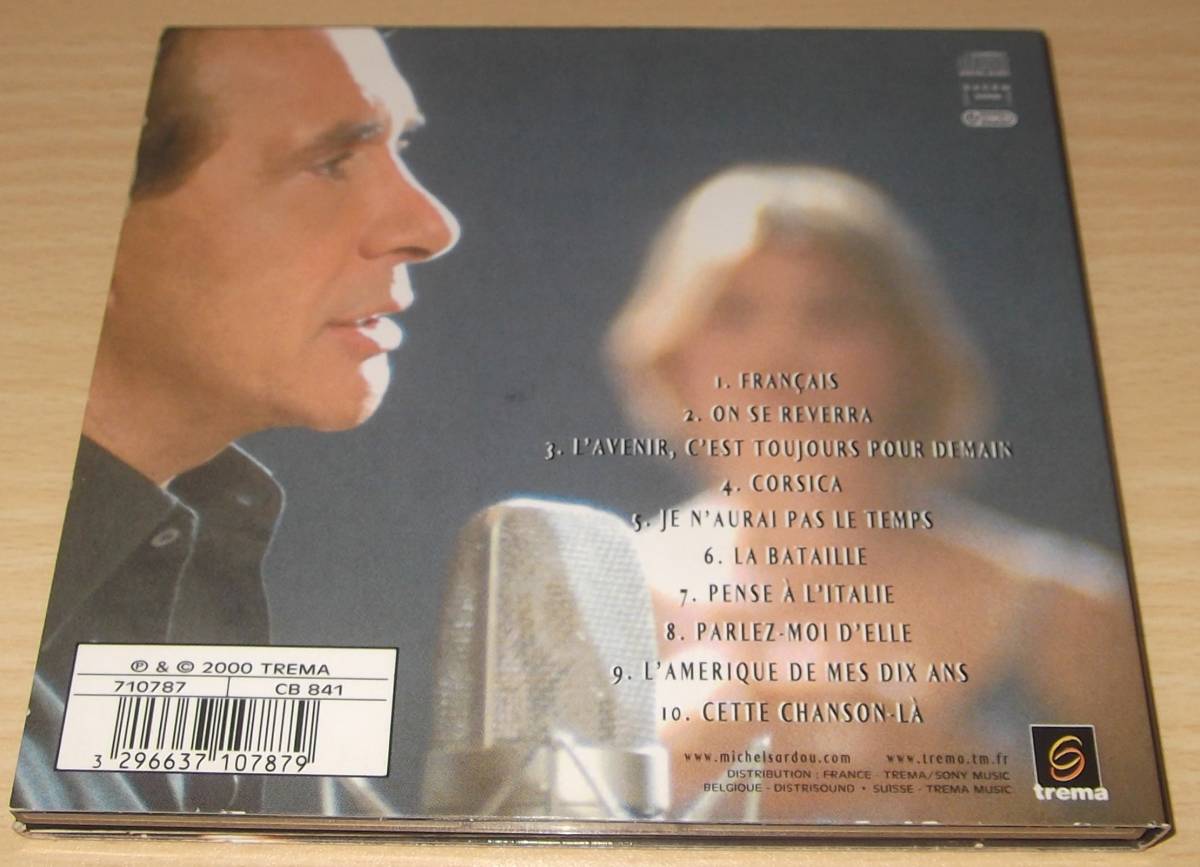 1. FRANÇAIS
2. ON SE REVERRA
3. L'AVENIR, C'EST TOUJOURS POUR DEMAIN
4. CORSICA
5. JE N'AURAI PAS LE TEMPS
6. LA BATAILLE
7. PENSE À L'ITALIE
8. PARLEZ-MOI D'ELLE
9. L'AMERIQUE DE MES DIX ANS
10. CETTE CHANSON-LÀ
℗ & © 2000 TREMA
710787 CB 841
3 296637 107879
www.michelsardou.com www.trema.tm.fr
DISTRIBUTION : FRANCE - TREMA/SONY MUSIC
BELGIQUE - DISTRISOUND • SUISSE - TREMA MUSIC
trema